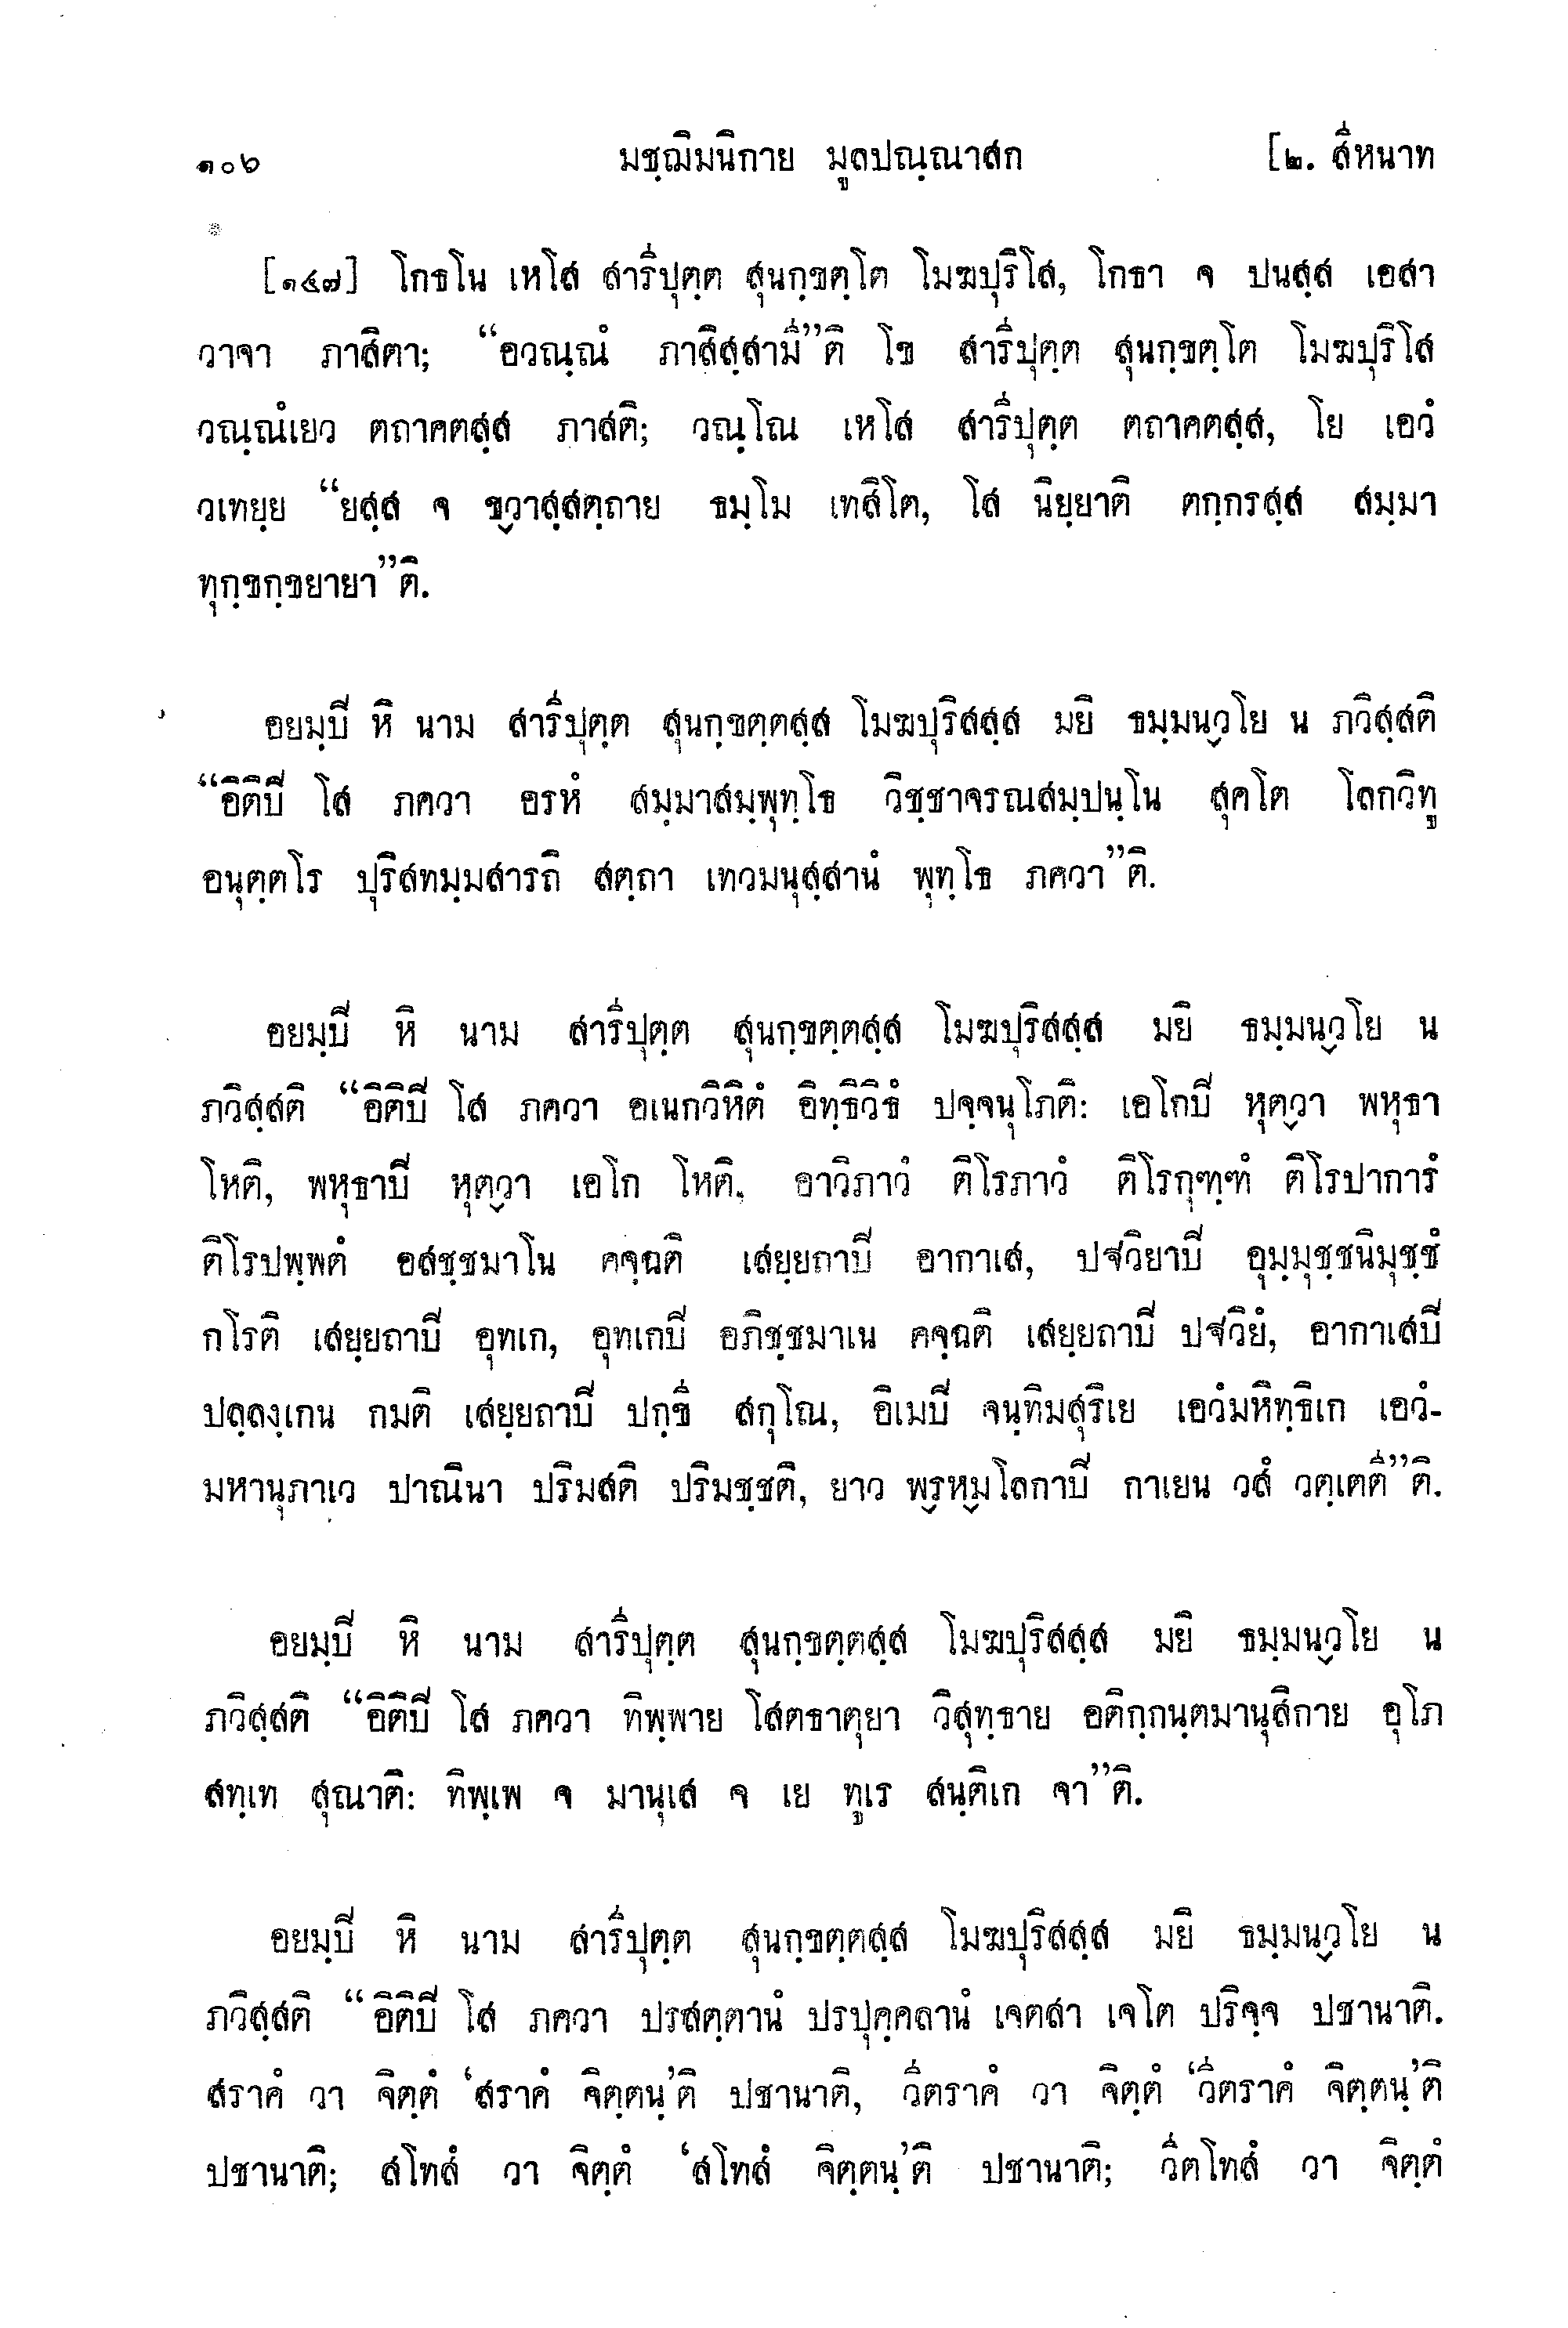 ๑๐๖ มชฺฌิมนิกาย มูลปณฺณาสก [๒. สีหนาท
[๑๔๗] โกธโน เหโส สารีปุตฺต สุนกฺขตฺโต โมฆปุริโส, โกธา จ ปนสฺส เอสา
วาจา ภาสิตา; “อวณฺณํ ภาสิสฺสามี”ติ โข สารีปุตฺต สุนกฺขตฺโต โมฆปุริโส
วณฺณํเยว ตถาคตสฺส ภาสติ; วณฺโณ เหโส สารีปุตฺต ตถาคตสฺส, โย เอวํ
วเทยฺย “ยสฺส จ ข๎วาสฺสตฺถาย ธมฺโม เทสิโต, โส นิยฺยาติ ตกฺกรสฺส สมฺมา
ทุกฺขกฺขยายา”ติ.
อยมฺปิ หิ นาม สารีปุตฺต สุนกฺขตฺตสฺส โมฆปุริสสฺส มยิ ธมฺมน๎วโย น ภวิสฺสติ
“อิติปิ โส ภควา อรหํ สมฺมาสมฺพุทฺโธ วิชฺชาจรณสมฺปนฺโน สุคโต โลกวิทู
อนุตฺตโร ปุริสทมฺมสารถิ สตฺถา เทวมนุสฺสานํ พุทฺโธ ภควา”ติ.
อยมฺปิ หิ นาม สารีปุตฺต สุนกฺขตฺตสฺส โมฆปุริสสฺส มยิ ธมฺมน๎วโย น
ภวิสฺสติ “อิติปิ โส ภควา อเนกวิหิตํ อิทฺธิวิธํ ปจฺจนุโภติ: เอโกปิ หุต๎วา พหุธา
โหติ, พหุธาปิ หุต๎วา เอโก โหติ, อาวิภาวํ ติโรภาวํ ติโรกุฑฺฑํ ติโรปาการํ
ติโรปพฺพตํ อสชฺชมาโน คจฺฉติ เสยฺยถาปิ อากาเส, ปฐวิยาปิ อุมฺมุชฺชนิมุชฺชํ
กโรติ เสยฺยถาปิ อุทเก, อุทเกปิ อภิชฺชมาเน คจฺฉติ เสยฺยถาปิ ปฐวิยํ, อากาเสปิ
ปลฺลงฺเกน กมติ เสยฺยถาปิ ปกฺขี สกุโณ, อิเมปิ จนฺทิมสุริเย เอวํมหิทฺธิเก เอวํ-
มหานุภาเว ปาณินา ปริมสติ ปริมชฺชติ, ยาว พ๎รห๎มโลกาปิ กาเยน วสํ วตฺเตตี”ติ.
อยมฺปิ หิ นาม สารีปุตฺต สุนกฺขตฺตสฺส โมฆปุริสสฺส มยิ ธมฺมน๎วโย น
ภวิสฺสติ “อิติปิ โส ภควา ทิพฺพาย โสตธาตุยา วิสุทฺธาย อติกฺกนฺตมานุสิกาย อุโภ
สทฺเท สุณาติ: ทิพฺเพ จ มานุเส จ เย ทูเร สนฺติเก จา”ติ.
อยมฺปิ หิ นาม สารีปุตฺต สุนกฺขตฺตสฺส โมฆปุริสสฺส มยิ ธมฺมน๎วโย น
ภวิสฺสติ “อิติปิ โส ภควา ปรสตฺตานํ ปรปุคฺคลานํ เจตสา เจโต ปริจฺจ ปชานาติ.
สราคํ วา จิตฺตํ ‘สราคํ จิตฺตนฺ’ติ ปชานาติ, วีตราคํ วา จิตฺตํ ‘วีตราคํ จิตฺตนฺ’ติ
ปชานาติ; สโทสํ วา จิตฺตํ ‘สโทสํ จิตฺตนฺ’ติ ปชานาติ; วีตโทสํ วา จิตฺตํ